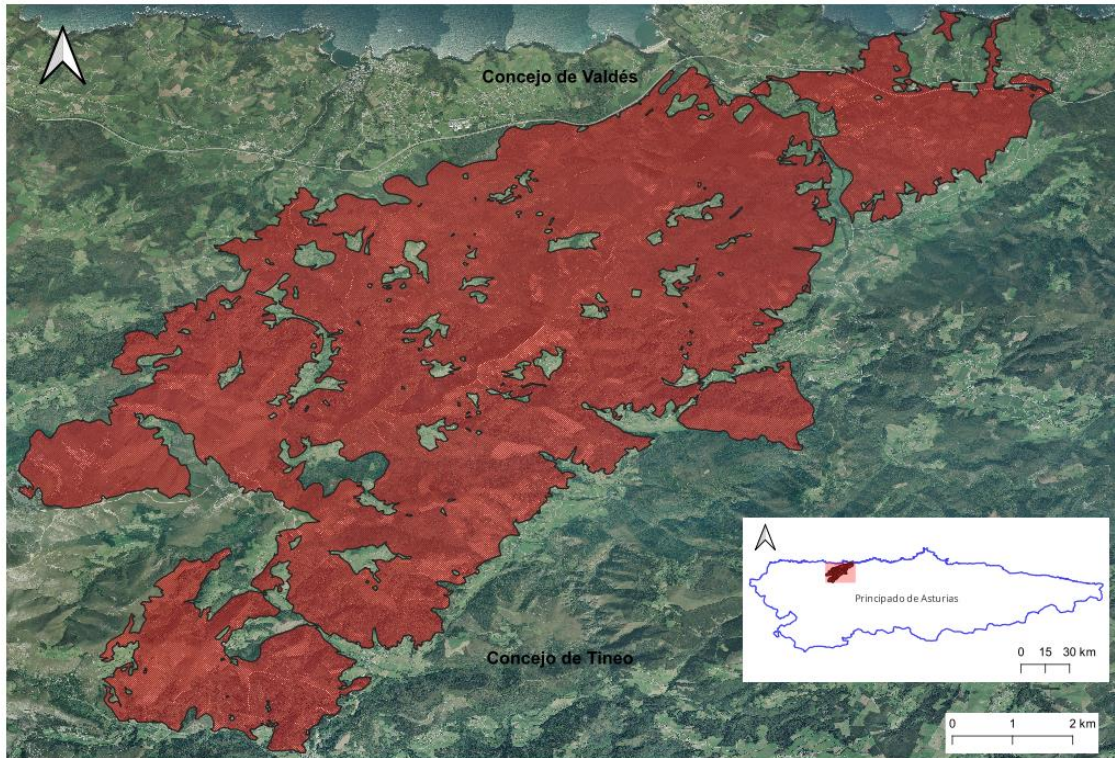 Concejo de Valdés
Principado de Asturias
0 15 30 km
Concejo de Tineo
0 1 2 km